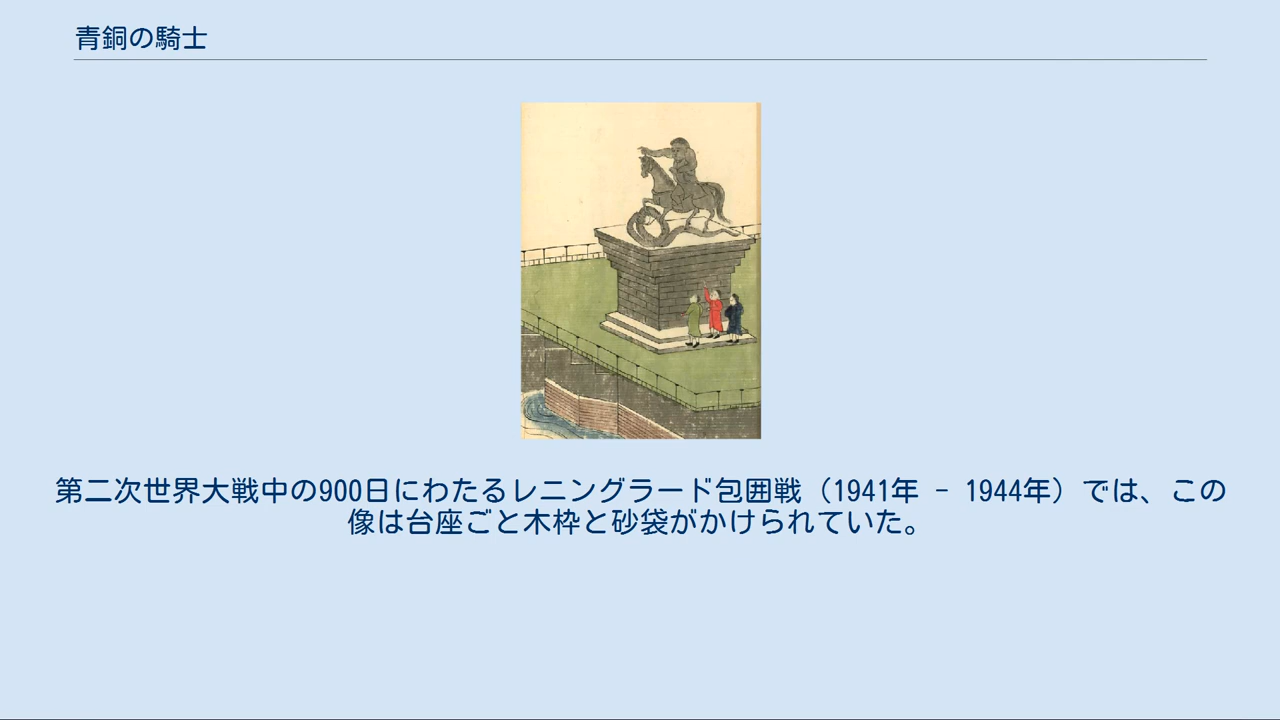 青銅の騎士
第二次世界大戦中の900日にわたるレニングラード包囲戦（1941年 - 1944年）では、この
像は台座ごと木枠と砂袋がかけられていた。